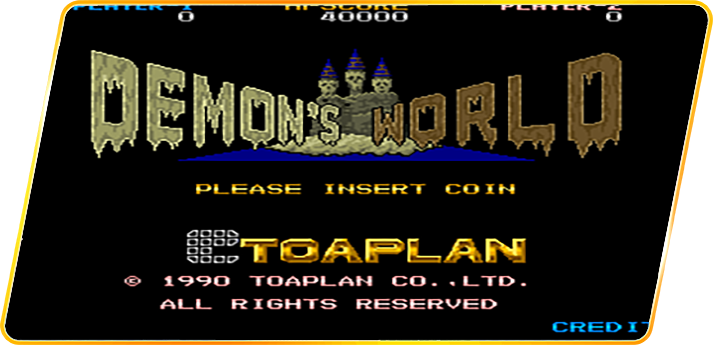 PLAYER-1 HI-SCORE PLAYER-2
0 40000 0
DEMON'S WORLD
PLEASE INSERT COIN
TOAPLAN
© 1990 TOAPLAN CO.,LTD.
ALL RIGHTS RESERVED
CREDIT